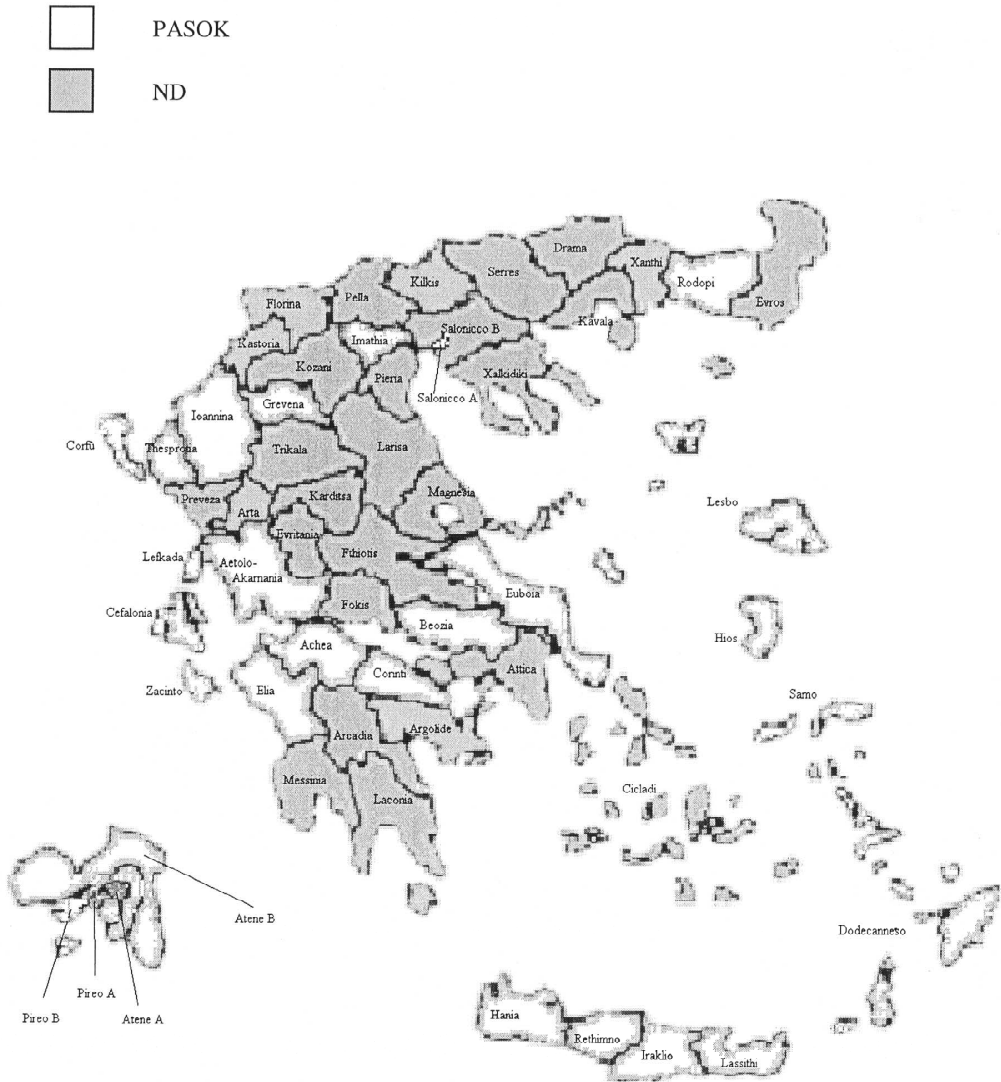 PASOK
ND
Drama
Xanthi
Rodopi
Evros
Serres
Kilkis
Pella
Florina
Kavala
Salonicco B
Imathia
Kastoria
Kozani
Pieria
Xalkidiki
Salonicco A
Grevena
Ioannina
Corfù
Thesprotia
Trikala
Larisa
Preveza
Arta
Karditsa
Magnesia
Lesbo
Evritania
Fthiotis
Lefkada
Aetolo-
Akarnania
Euboia
Cefalonia
Fokis
Beozia
Hios
Achea
Corinti
Attica
Zacinto
Elia
Samo
Arcadia
Argolide
Messinia
Laconia
Cicladi
Atene B
Dodecanneso
Pireo A
Pireo B
Atene A
Hania
Rethimno
Iraklio
Lassithi